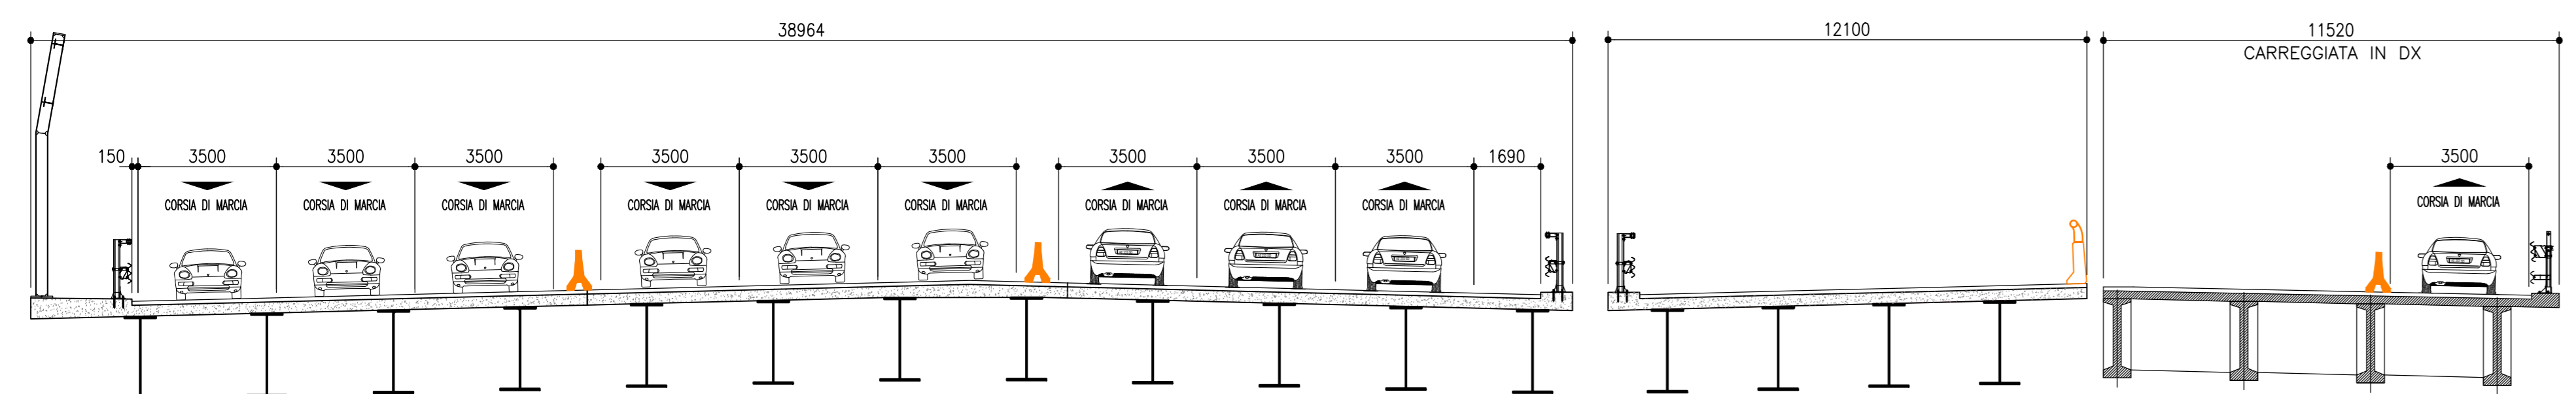 38964
12100
11520
CARREGGIATA IN DX
150 3500 3500 3500 3500 3500 3500 3500 3500 3500 1690 3500
CORSIA DI MARCIA CORSIA DI MARCIA CORSIA DI MARCIA CORSIA DI MARCIA CORSIA DI MARCIA CORSIA DI MARCIA CORSIA DI MARCIA CORSIA DI MARCIA CORSIA DI MARCIA CORSIA DI MARCIA